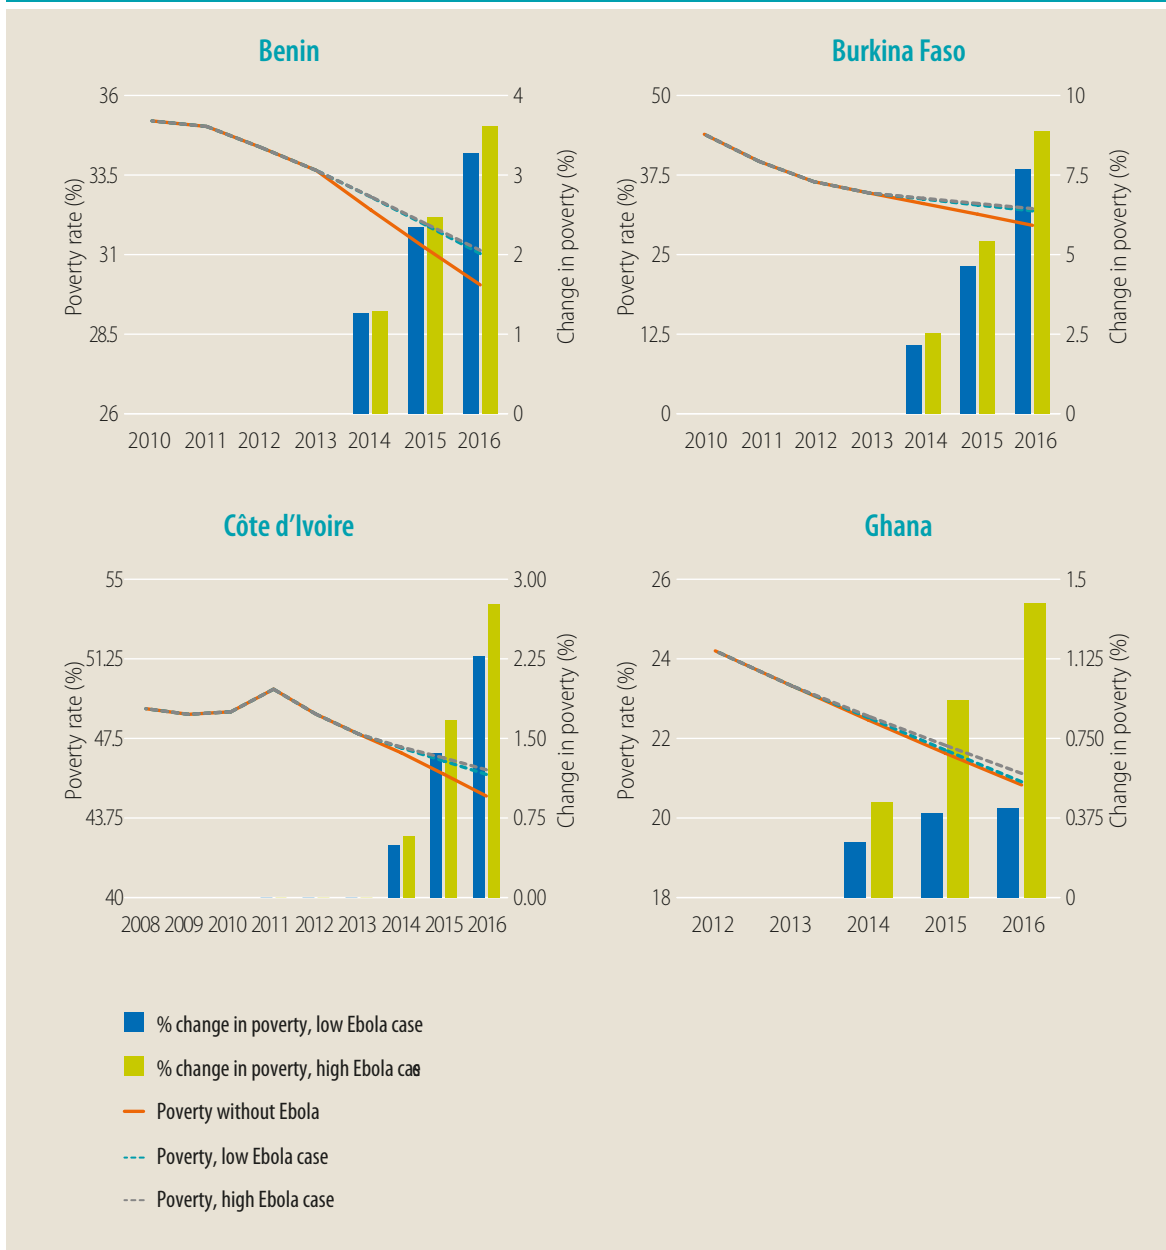 Benin
36
33.5
31
28.5
26
Poverty rate (%)
4
3
2
1
0
Change in poverty (%)
2010 2011 2012 2013 2014 2015 2016
Burkina Faso
50
37.5
25
12.5
0
Poverty rate (%)
10
7.5
5
2.5
0
Change in poverty (%)
2010 2011 2012 2013 2014 2015 2016
Côte d'Ivoire
55
51.25
47.5
43.75
40
Poverty rate (%)
3.00
2.25
1.50
0.75
0.00
Change in poverty (%)
2008 2009 2010 2011 2012 2013 2014 2015 2016
Ghana
26
24
22
20
18
Poverty rate (%)
1.5
1.125
0.750
0.375
0
Change in poverty (%)
2012 2013 2014 2015 2016
% change in poverty, low Ebola case
% change in poverty, high Ebola case
Poverty without Ebola
Poverty, low Ebola case
Poverty, high Ebola case